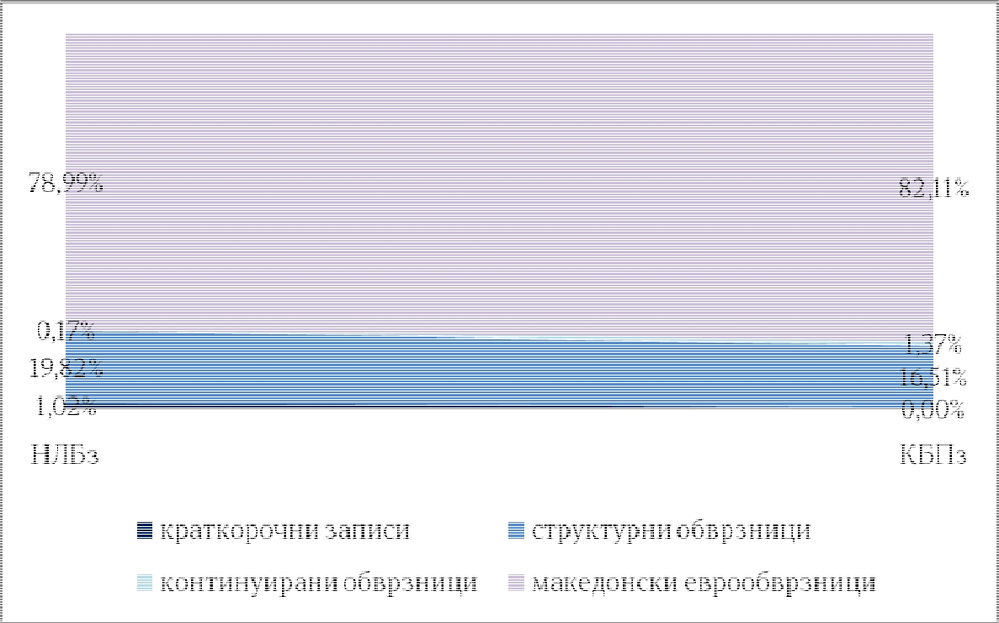 78,99% 82,11%
0,17% 1,37%
19,82% 16,51%
1,02% 0,00%
НЛБз КБПз
краткорочни записи структурни обврзници
континуирани обврзници македонски еврообврзници